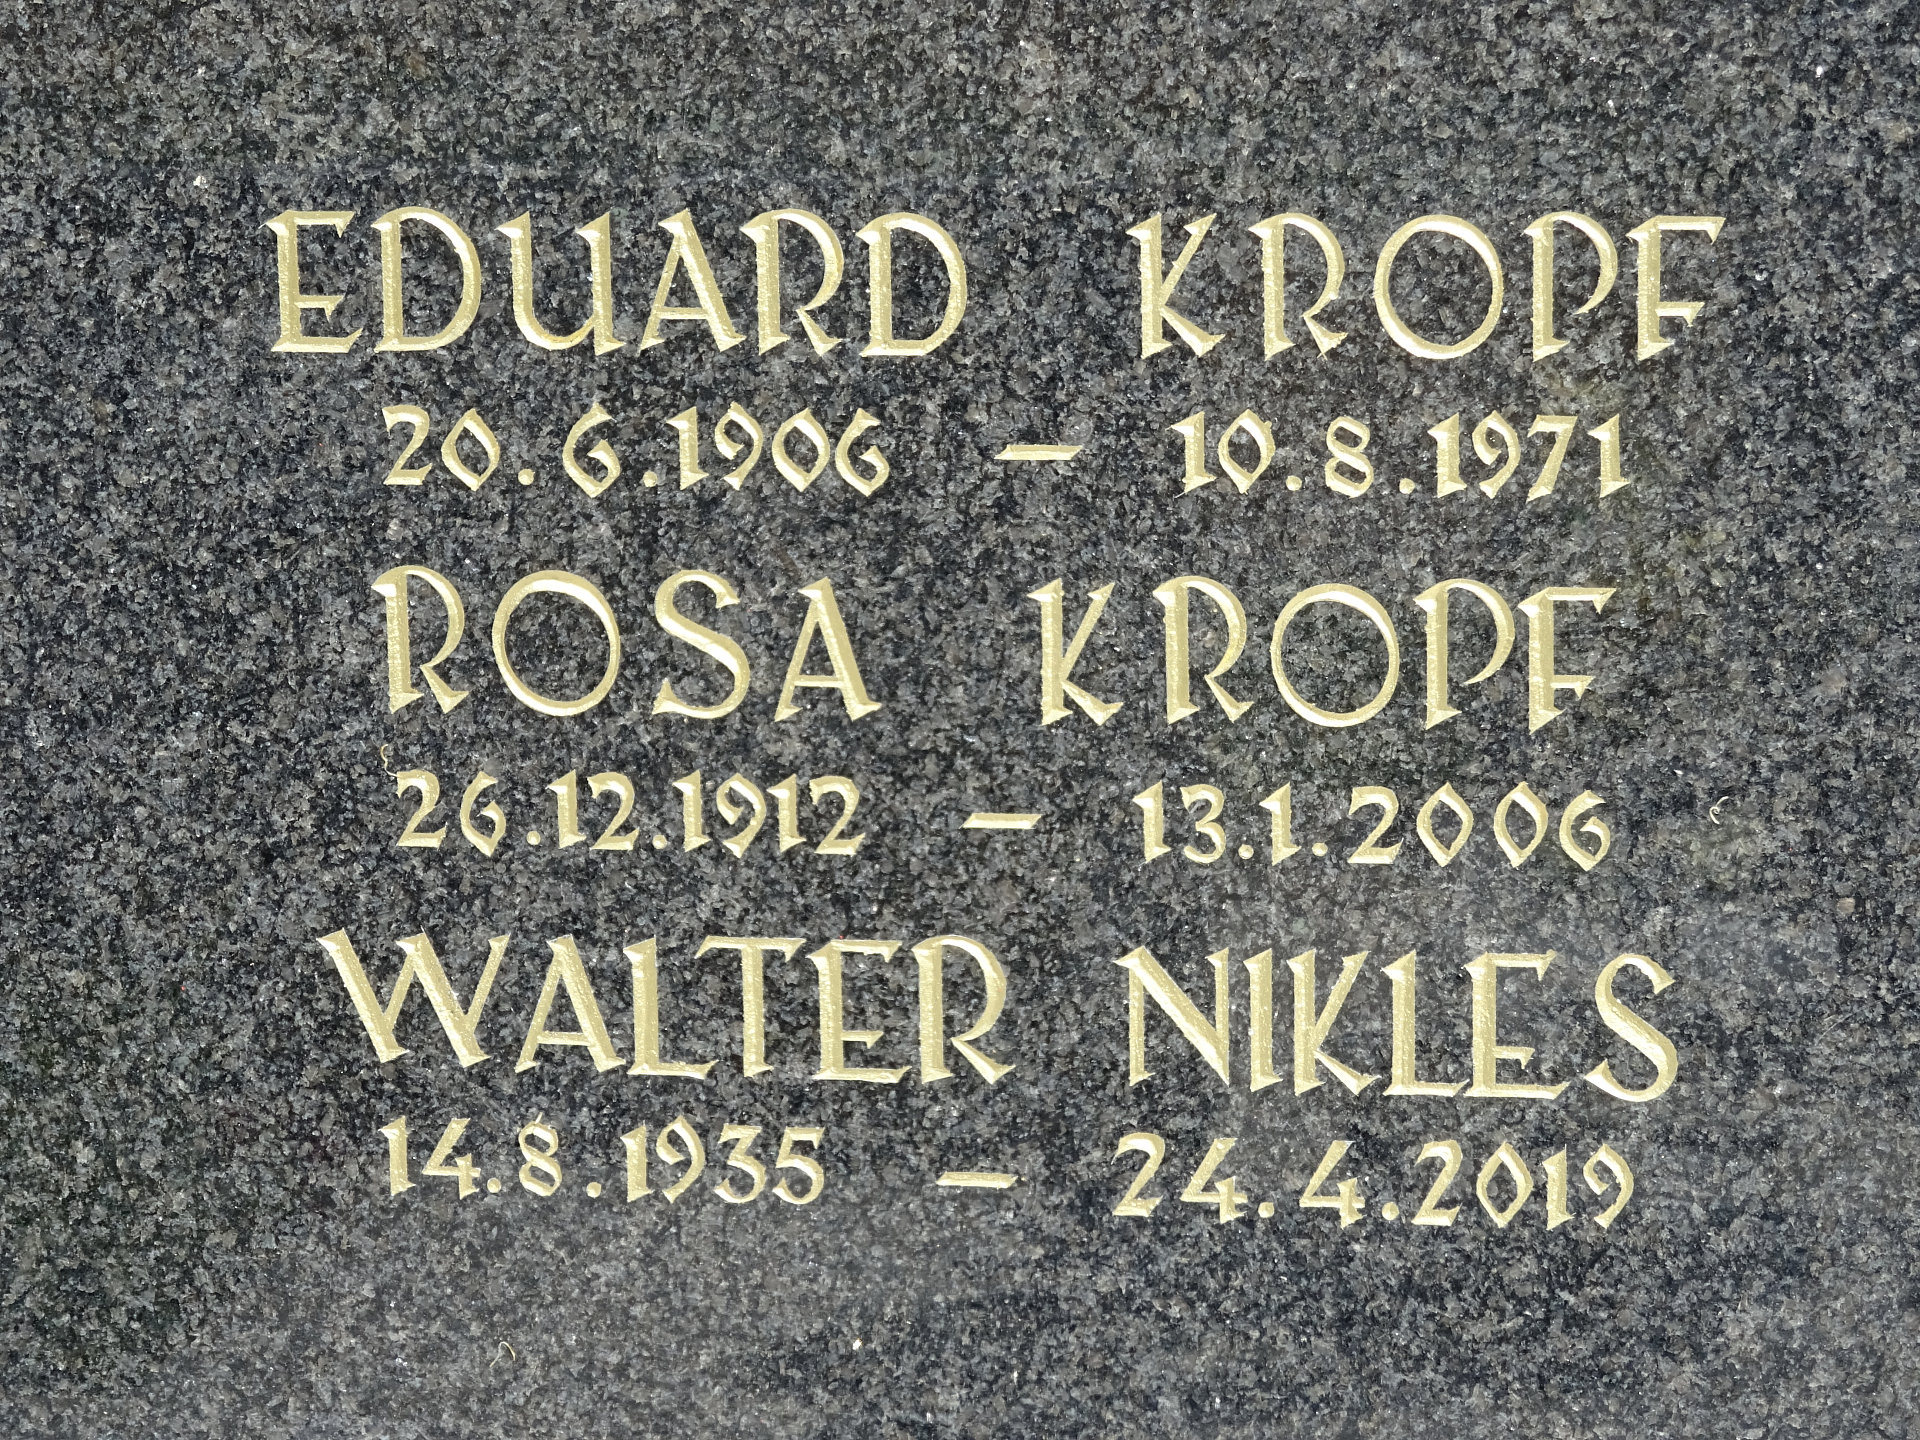 EDUARD KROPF
20.6.1906 – 10.8.1971
ROSA KROPF
26.12.1912 – 13.1.2006
WALTER NIKLES
14.8.1935 – 24.4.2019